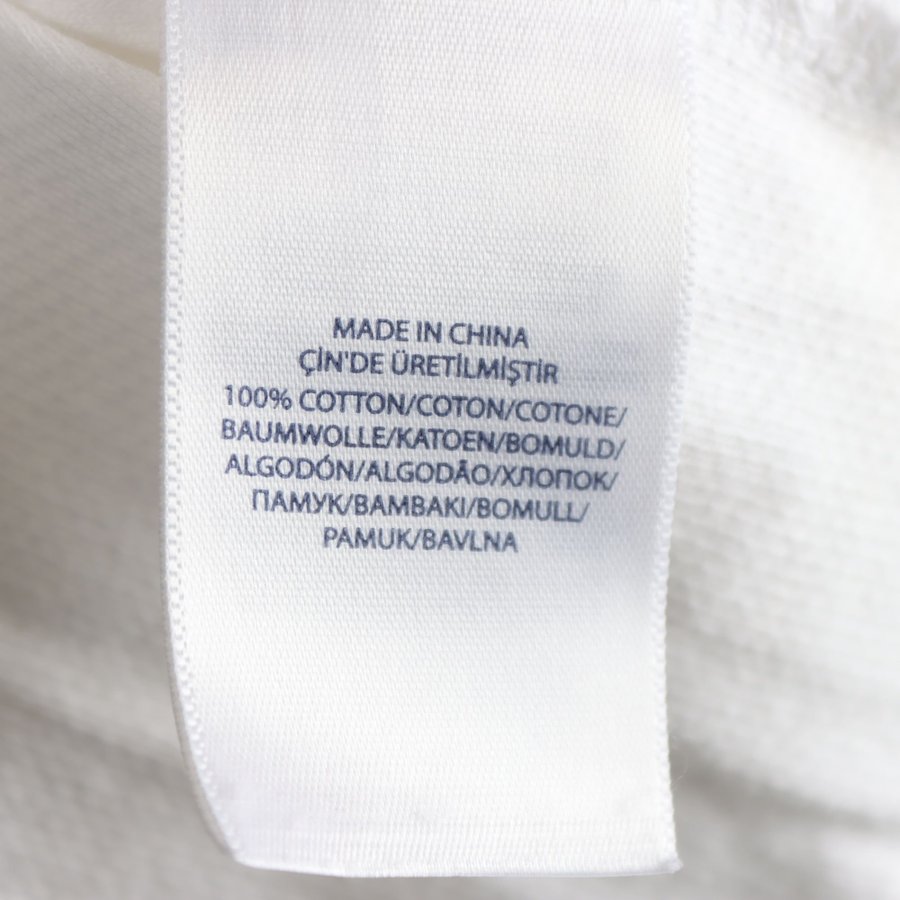 MADE IN CHINA
ÇİN'DE ÜRETİLMİŞTİR
100% COTTON/COTON/COTONE/
BAUMWOLLE/KATOEN/BOMULD/
ALGODÓN/ALGODÃO/ХЛОПОК/
ПАМУК/BAMBAKI/BOMULL/
PAMUK/BAVLNA